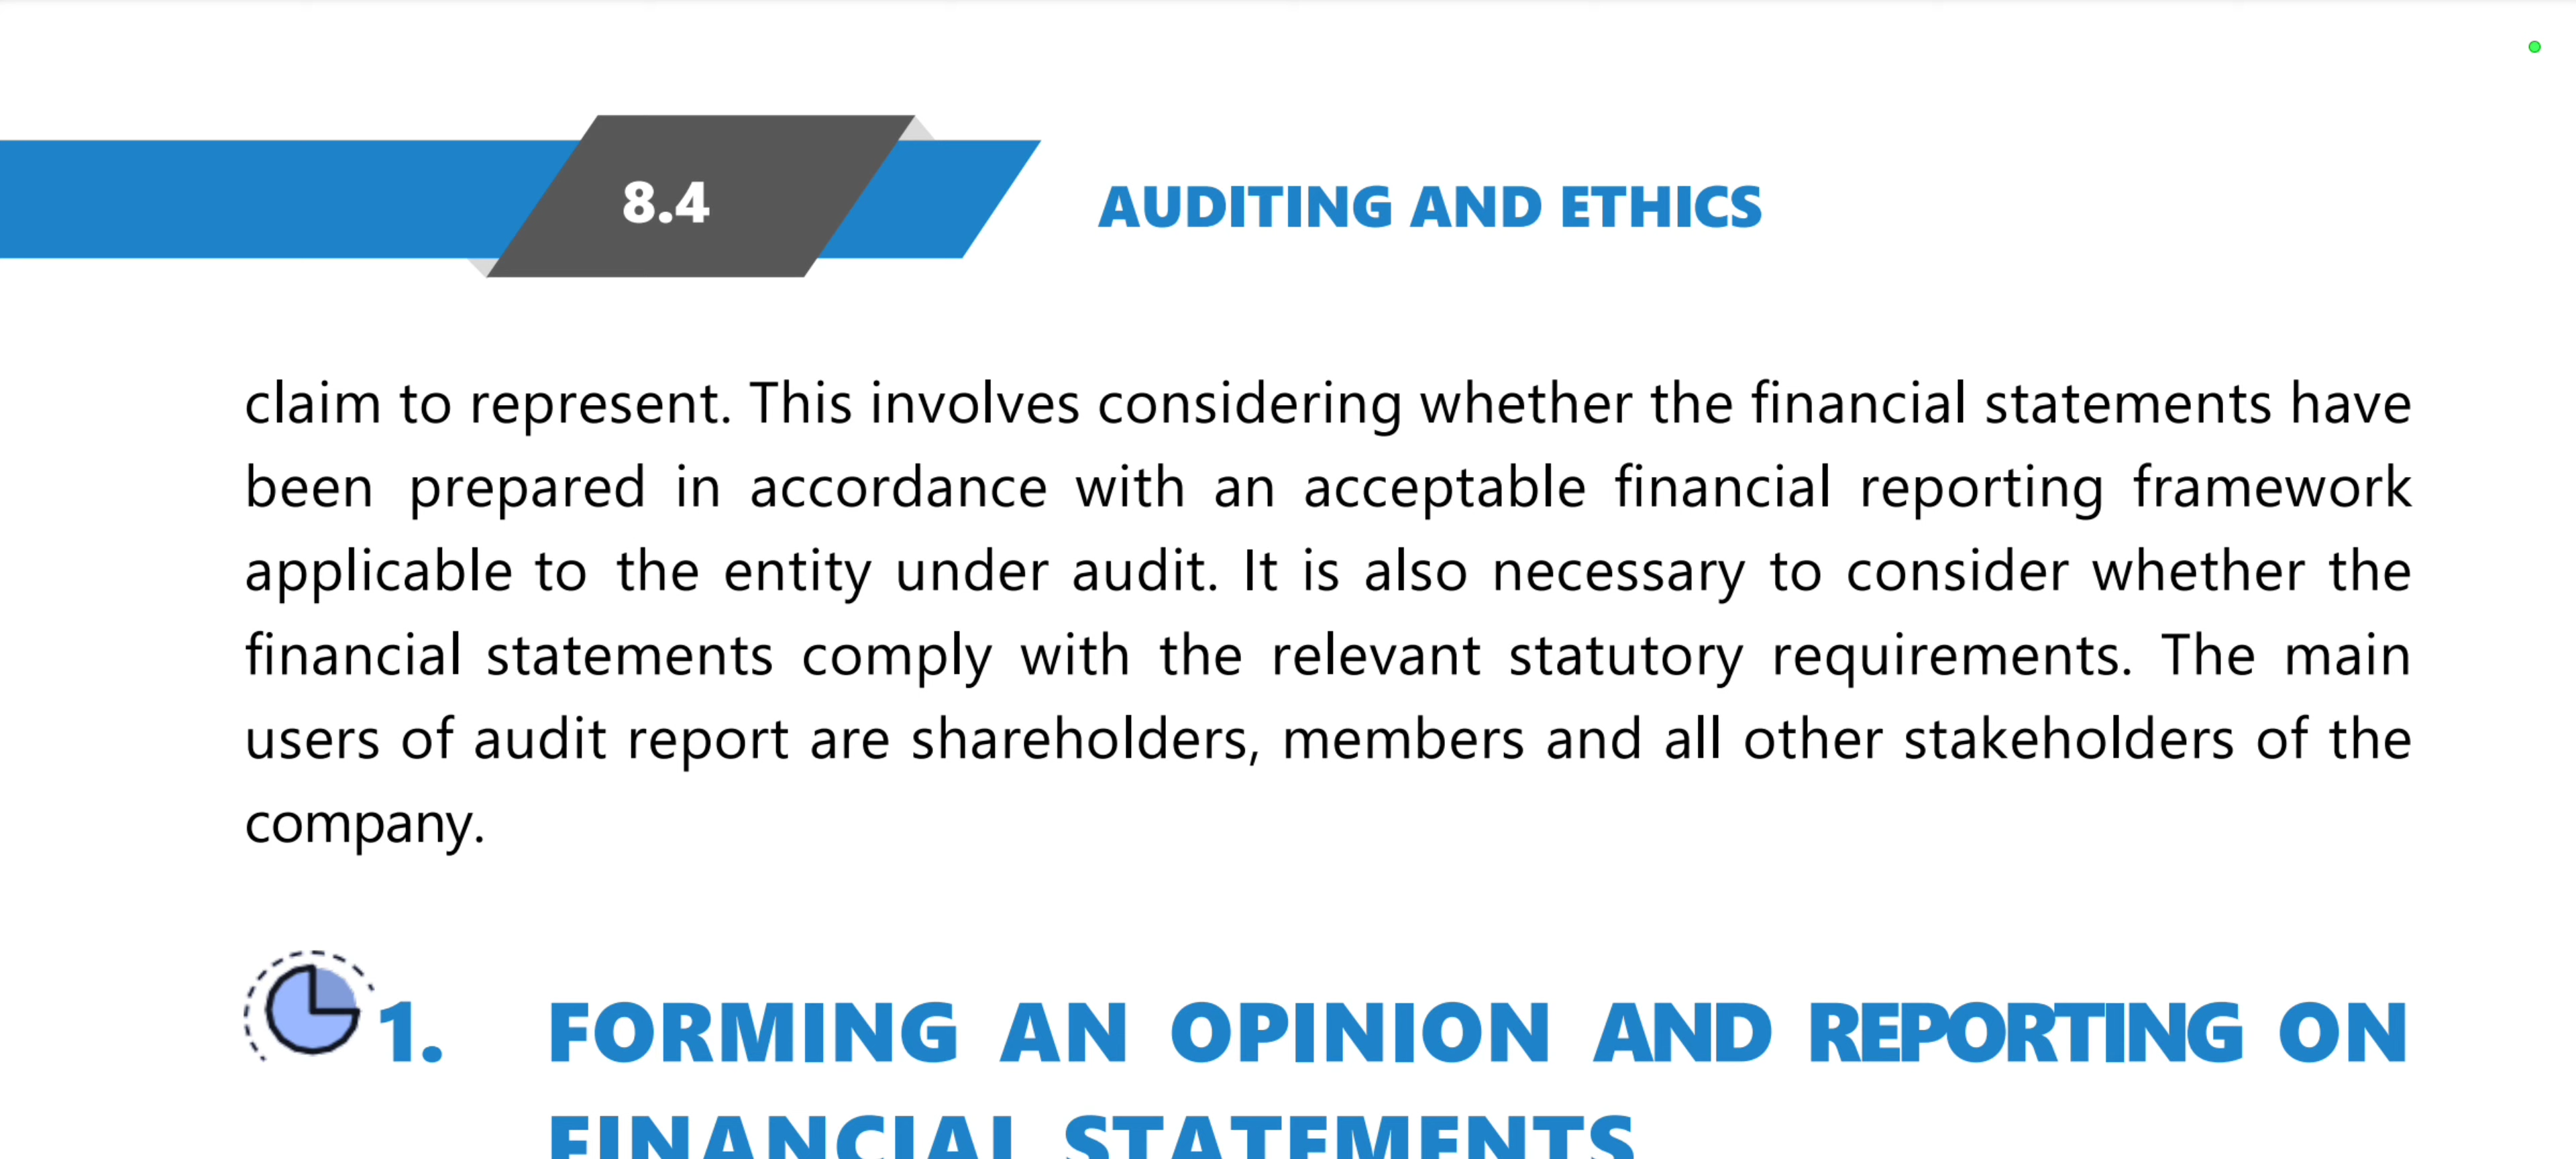 8.4
AUDITING AND ETHICS
claim to represent. This involves considering whether the financial statements have
been prepared in accordance with an acceptable financial reporting framework
applicable to the entity under audit. It is also necessary to consider whether the
financial statements comply with the relevant statutory requirements. The main
users of audit report are shareholders, members and all other stakeholders of the
company.
1. FORMING AN OPINION AND REPORTING ON
FINANCIAL STATEMENTS